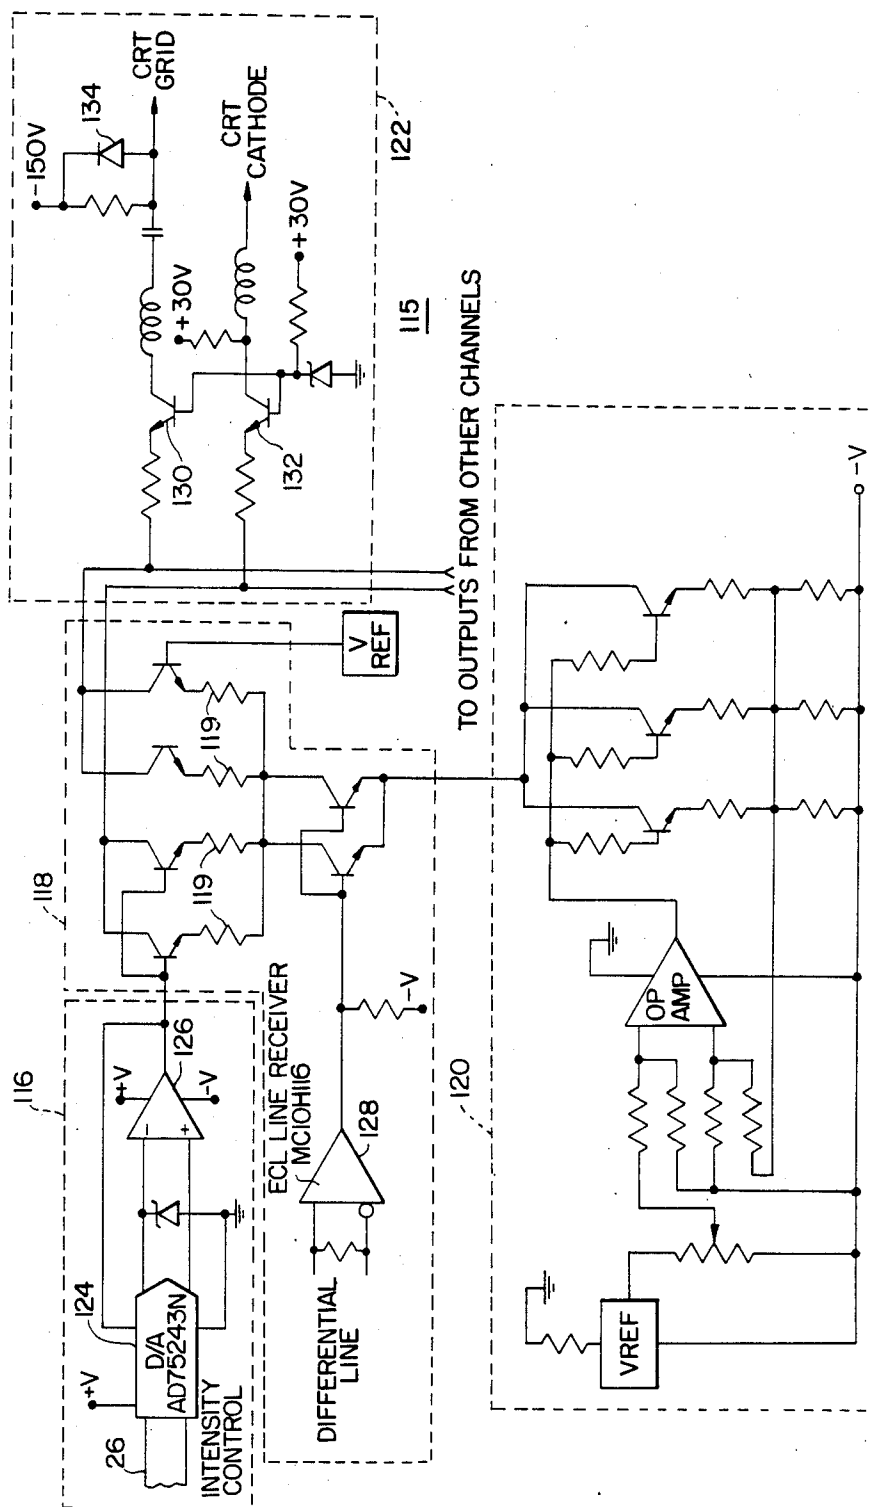 116
118
26
124
+V
D/A
AD75243N
INTENSITY
CONTROL
+V
126
-V
−
+
119
119
119
V
REF
-150V
134
CRT
GRID
+30V
CRT
CATHODE
130
132
+30V
122
115
TO OUTPUTS FROM OTHER CHANNELS
ECL LINE RECEIVER
MC10H116
128
DIFFERENTIAL
LINE
-V
120
VREF
OP
AMP
-V